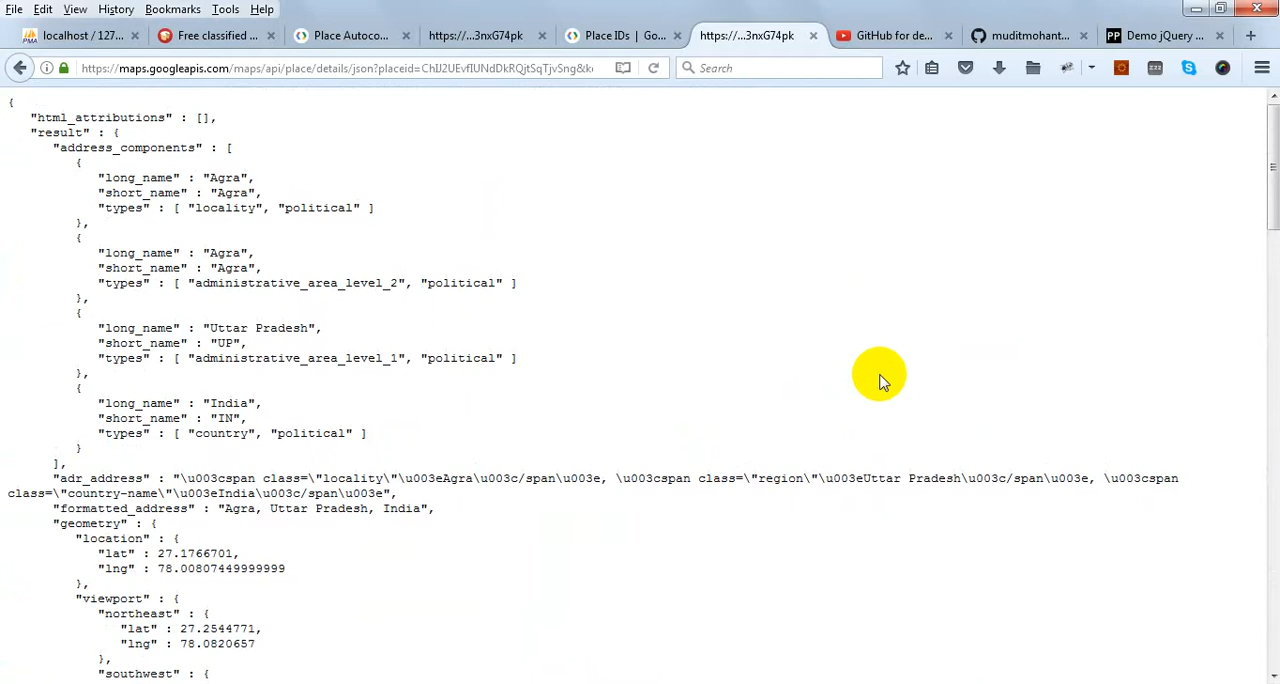 File Edit View History Bookmarks Tools Help
localhost / 127... × Free classified ... × Place Autoco... × https://...3nxG74pk × Place IDs | Go... × https://...3nxG74pk × GitHub for de... × muditmohant... × PP Demo jQuery ... × +
https://maps.googleapis.com/maps/api/place/details/json?placeid= Search
{
"html_attributions" : [],
"result" : {
"address_components" : [
{
"long_name" : "Agra",
"short_name" : "Agra",
"types" : [ "locality", "political" ]
},
{
"long_name" : "Agra",
"short_name" : "Agra",
"types" : [ "administrative_area_level_2", "political" ]
},
{
"long_name" : "Uttar Pradesh",
"short_name" : "UP",
"types" : [ "administrative_area_level_1", "political" ]
},
{
"long_name" : "India",
"short_name" : "IN",
"types" : [ "country", "political" ]
}
],
"adr_address" : "\u003cspan class=\"locality\"\u003eAgra\u003c/span\u003e, \u003cspan class=\"region\"\u003eUttar Pradesh\u003c/span\u003e, \u003cspan
class=\"country-name\"\u003eIndia\u003c/span\u003e",
"formatted_address" : "Agra, Uttar Pradesh, India",
"geometry" : {
"location" : {
"lat" : 27.1766701,
"lng" : 78.00807449999999
},
"viewport" : {
"northeast" : {
"lat" : 27.2544771,
"lng" : 78.0820657
},
"southwest" : {